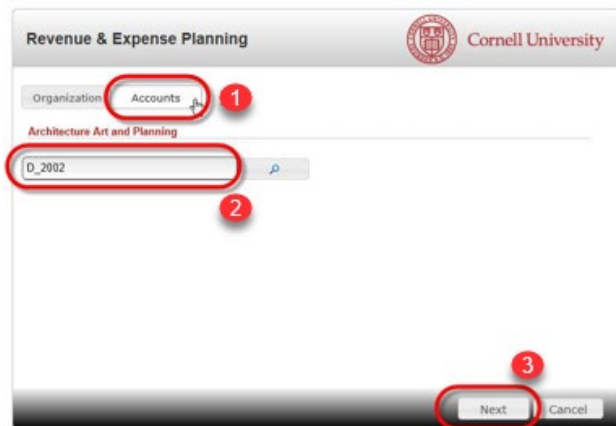 Revenue & Expense Planning
Cornell University
Organization
Accounts
1
Architecture Art and Planning
D_2002
2
3
Next
Cancel